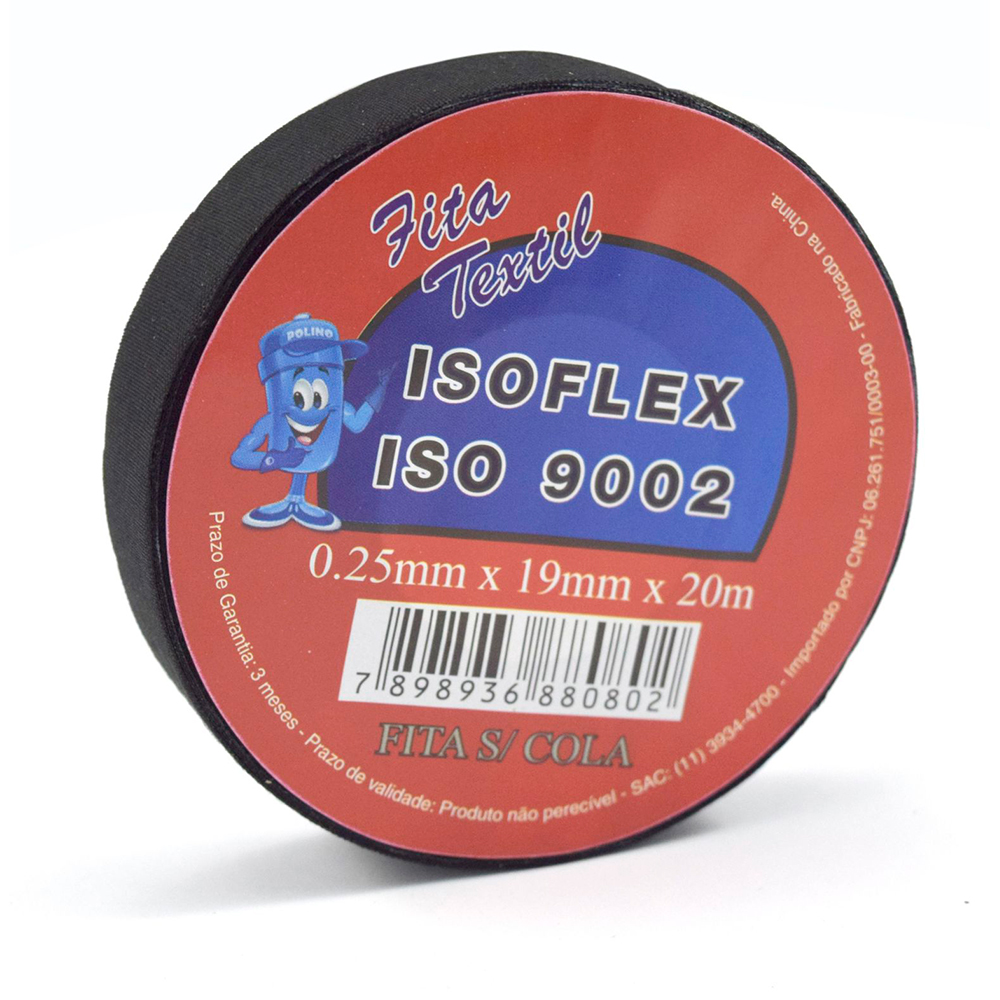 Fita
Textil
ROLINO
ISOFLEX
ISO 9002
0.25mm x 19mm x 20m
7 898936 880802
FITA S/ COLA
Prazo de Garantia: 3 meses - Prazo de validade: Produto não perecível - SAC: (11) 3934-4700 - Importado por CNPJ: 06.261.751/0003-00 - Fabricado na China.